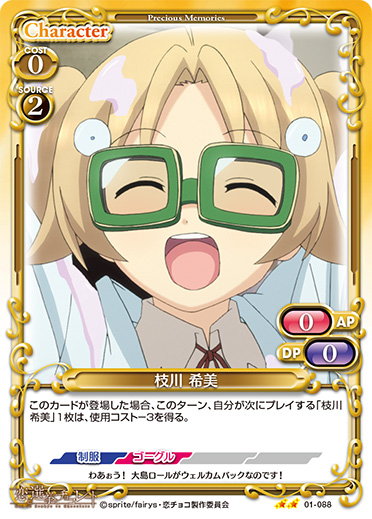 Precious Memories
Character
COST
0
SOURCE
2
0 AP
DP 0
枝川 希美
このカードが登場した場合、このターン、自分が次にプレイする「枝川
希美」1枚は、使用コスト－3を得る。
制服 ゴーグル
わあぉぅ! 大島ロールがウェルカムバックなのです!
©sprite/fairys・恋チョコ製作委員会 ★★ 01-088